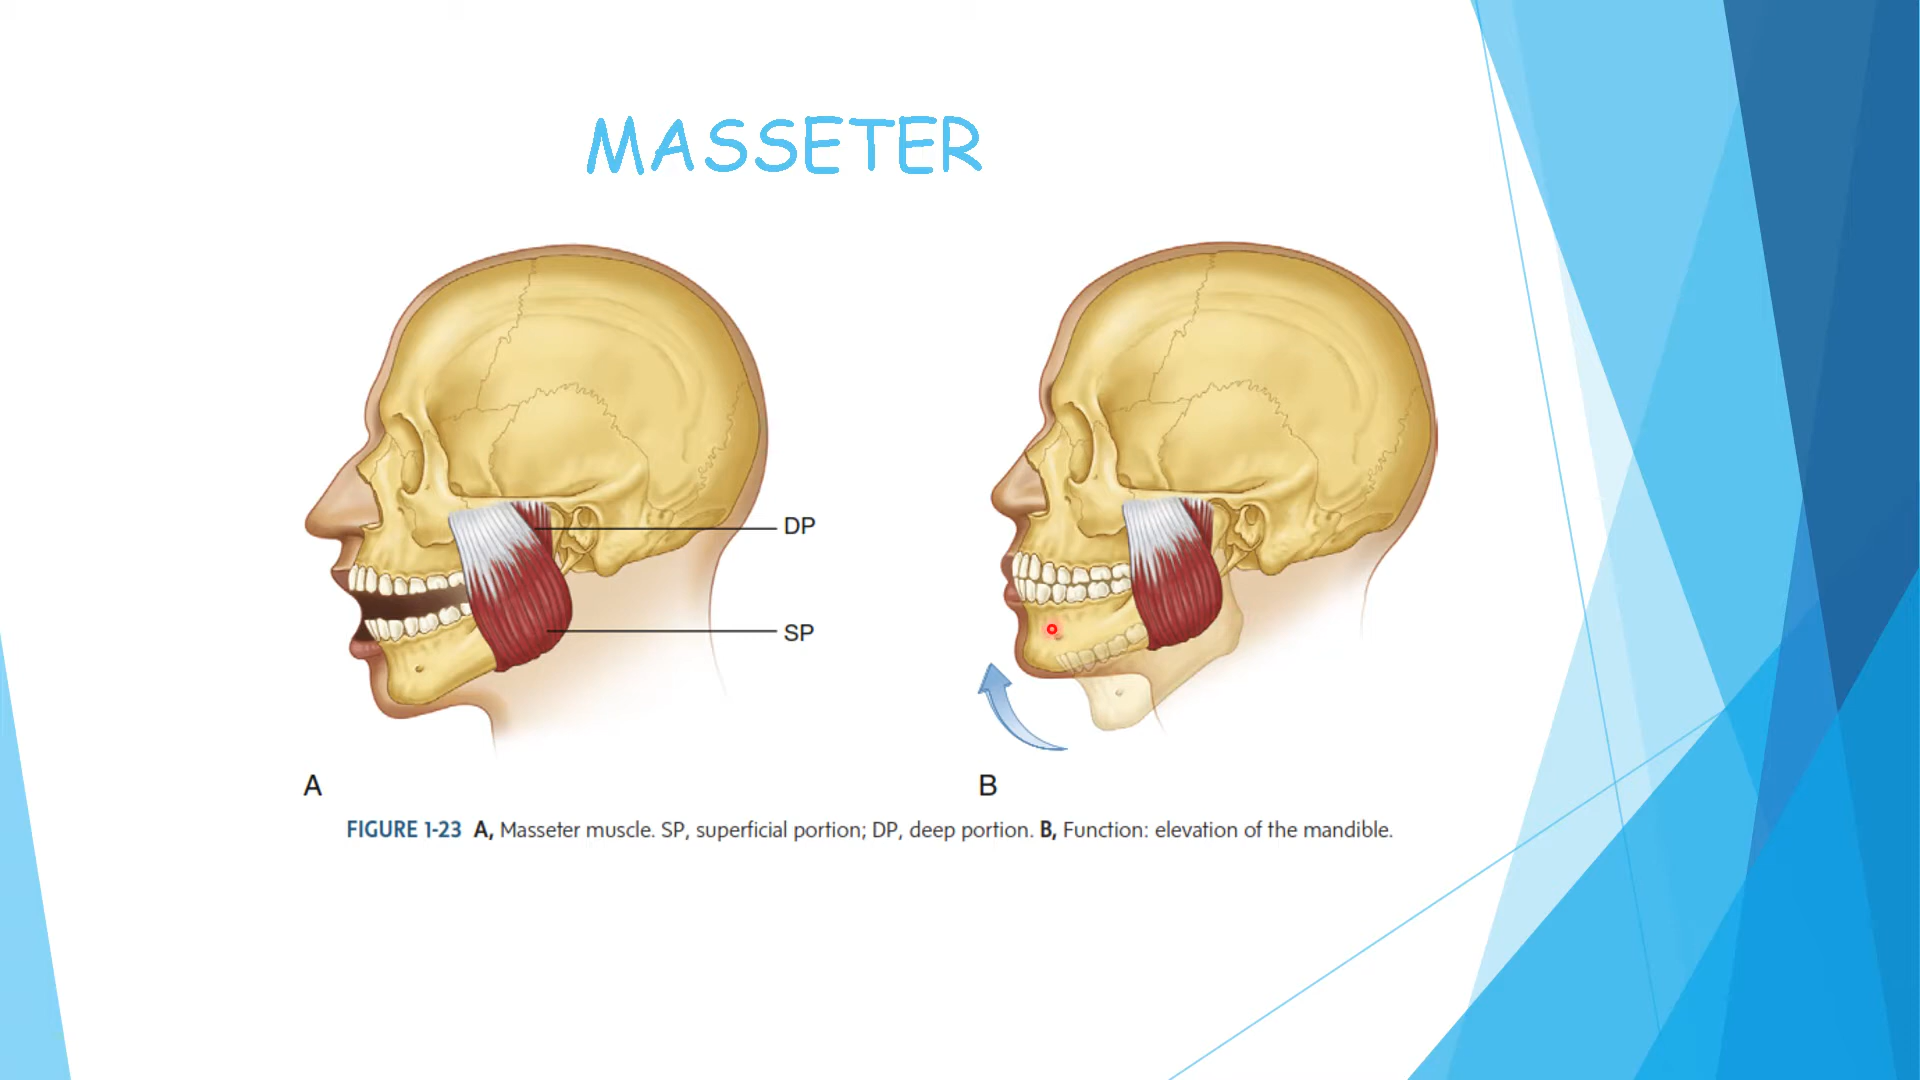 MASSETER
DP
SP
A
B
FIGURE 1-23 A, Masseter muscle. SP, superficial portion; DP, deep portion. B, Function: elevation of the mandible.